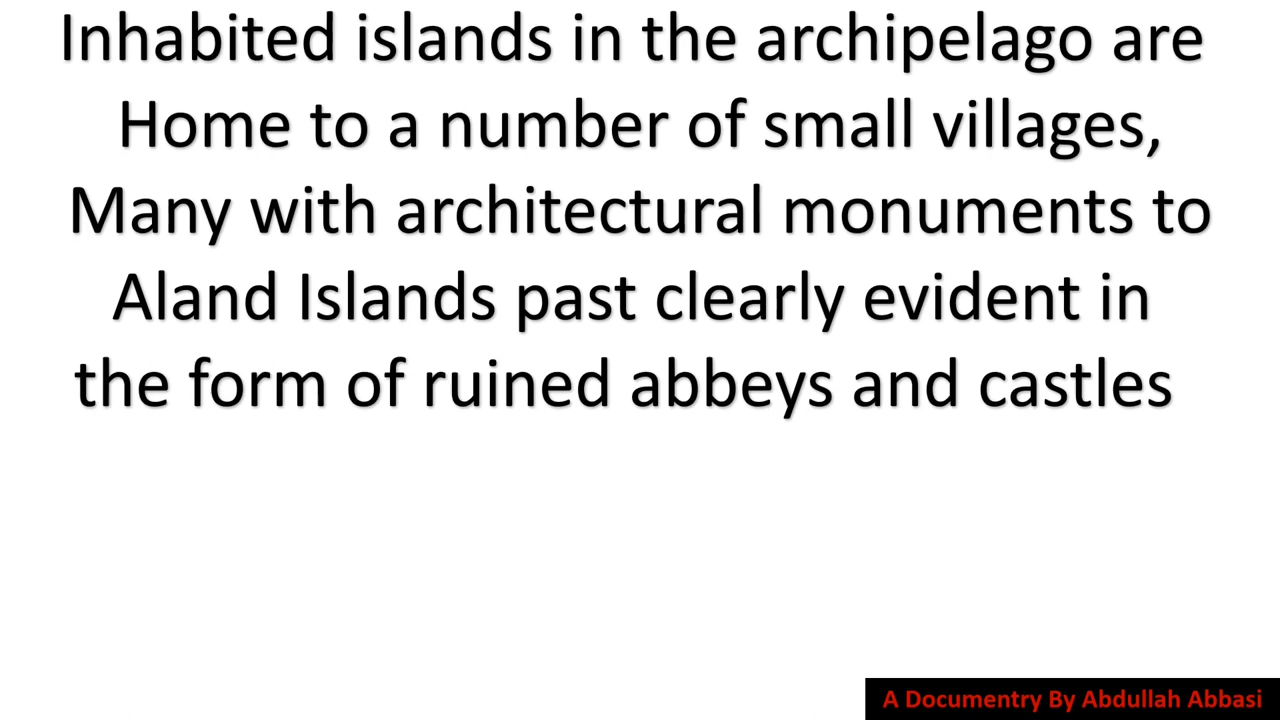 Inhabited islands in the archipelago are
Home to a number of small villages,
Many with architectural monuments to
Aland Islands past clearly evident in
the form of ruined abbeys and castles
A Documentry By Abdullah Abbasi